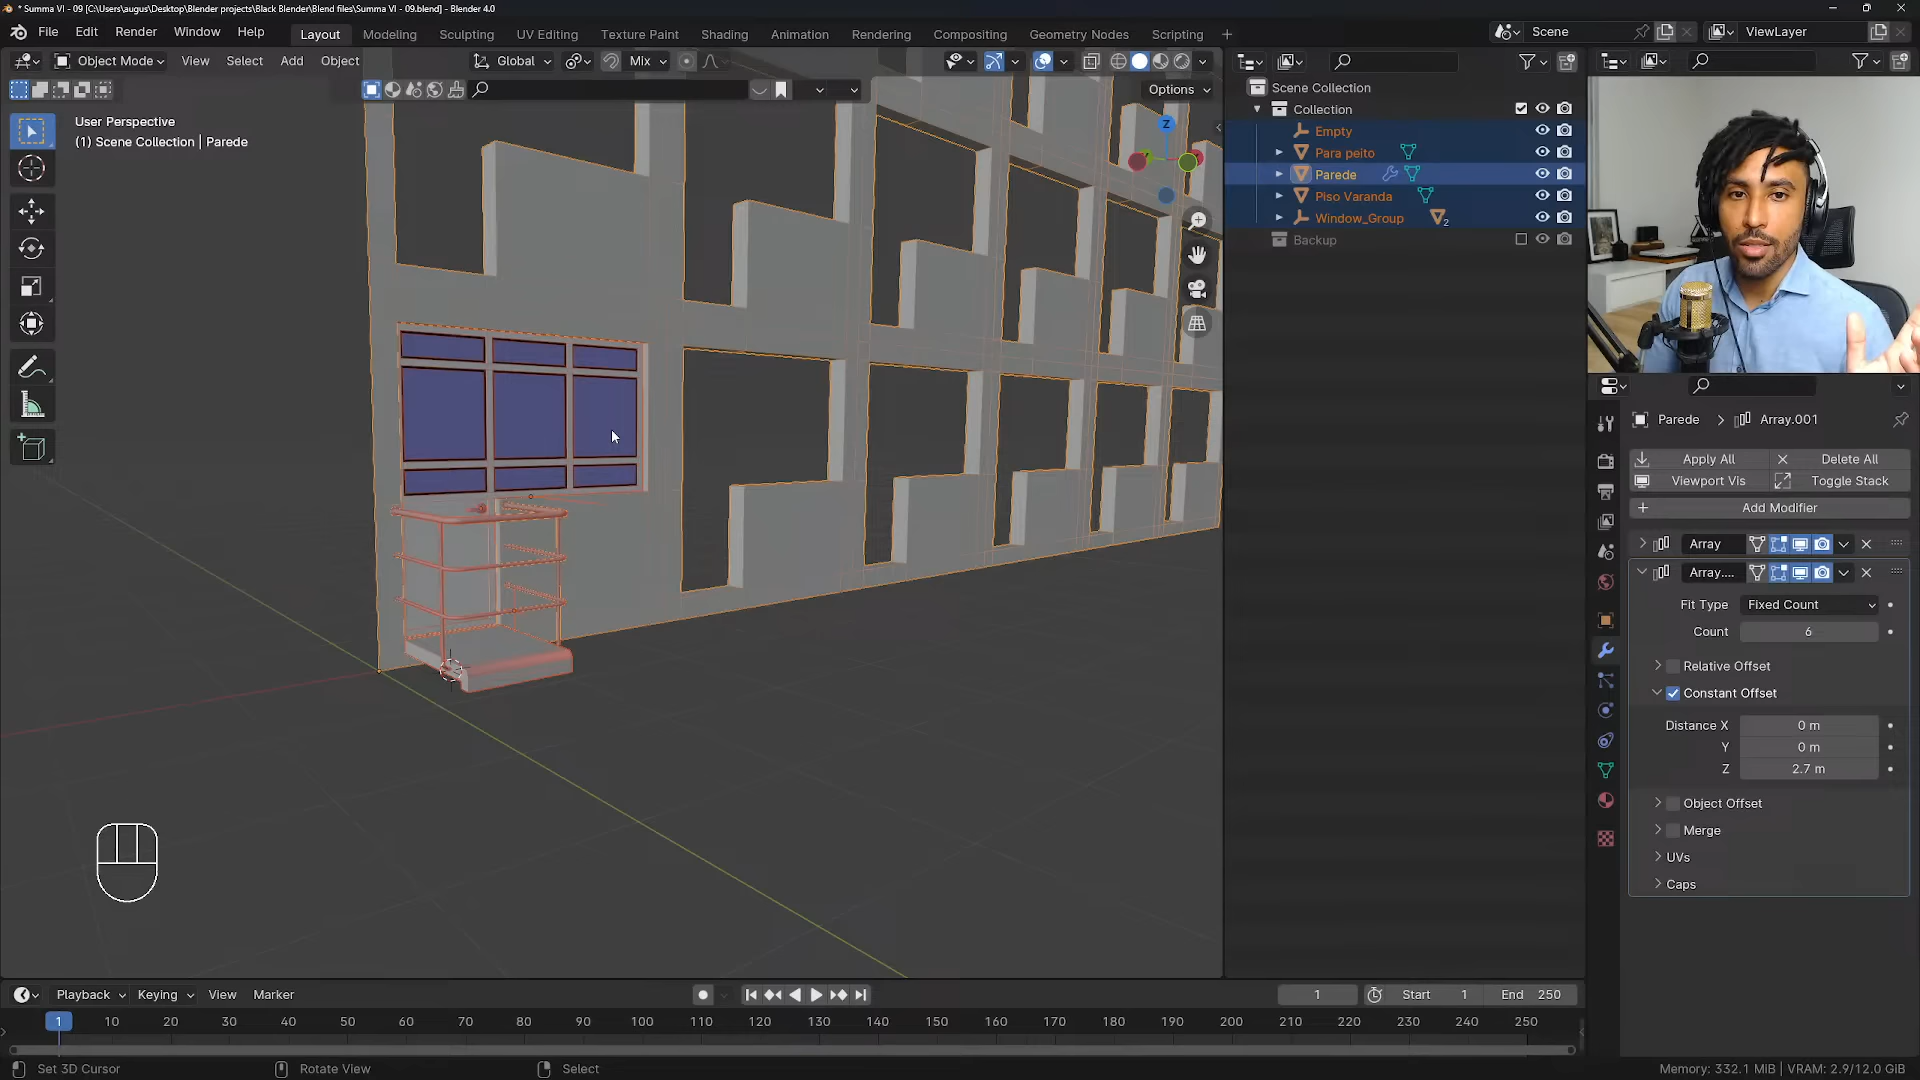 * Summa VI - 09 [C:\Users\augus\Desktop\Blender projects\Black Blender\Blend files\Summa VI - 09.blend] - Blender 4.0
File Edit Render Window Help Layout Modeling Sculpting UV Editing Texture Paint Shading Animation Rendering Compositing Geometry Nodes Scripting + Scene ViewLayer
Object Mode View Select Add Object Global Mix
Options
User Perspective
(1) Scene Collection | Parede
Z
Scene Collection
Collection
Empty
Para peito
Parede
Piso Varanda
Window_Group 2
Backup
Parede > Array.001
Apply All Delete All
Viewport Vis Toggle Stack
Add Modifier
Array
Array....
Fit Type Fixed Count
Count 6
Relative Offset
Constant Offset
Distance X 0 m
Y 0 m
Z 2.7 m
Object Offset
Merge
UVs
Caps
Playback Keying View Marker 1 Start 1 End 250
1 10 20 30 40 50 60 70 80 90 100 110 120 130 140 150 160 170 180 190 200 210 220 230 240 250
Set 3D Cursor Rotate View Select Memory: 332.1 MiB | VRAM: 2.9/12.0 GiB